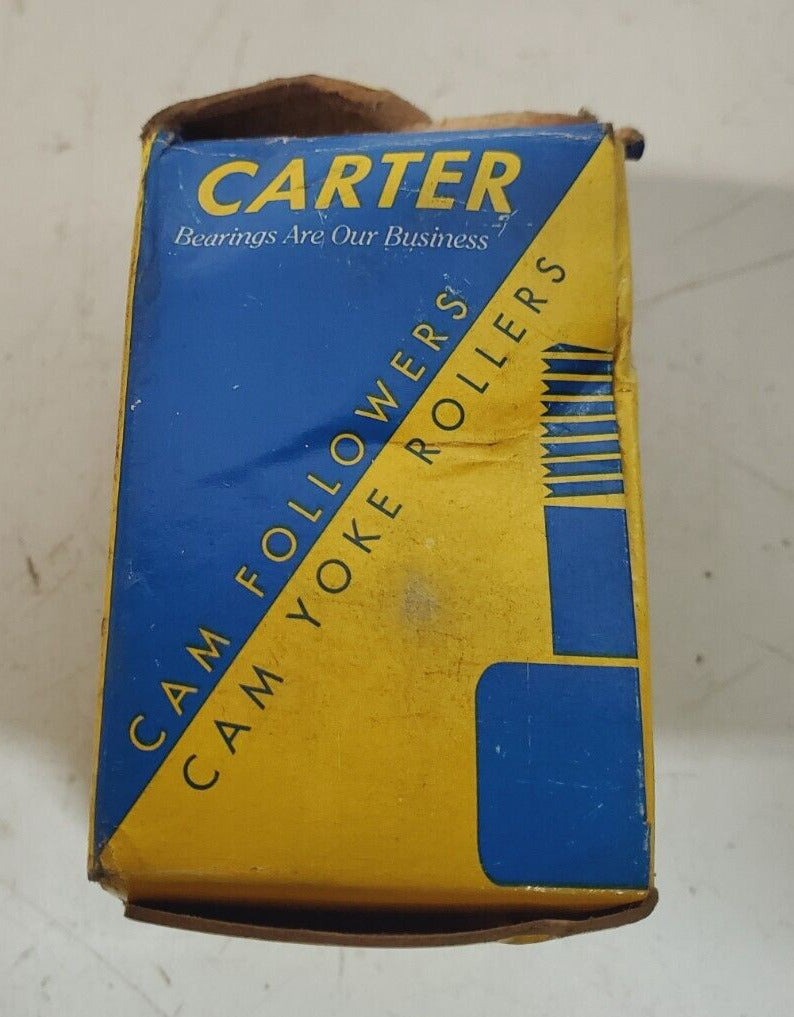 CARTER
Bearings Are Our Business
CAM FOLLOWERS
CAM YOKE ROLLERS